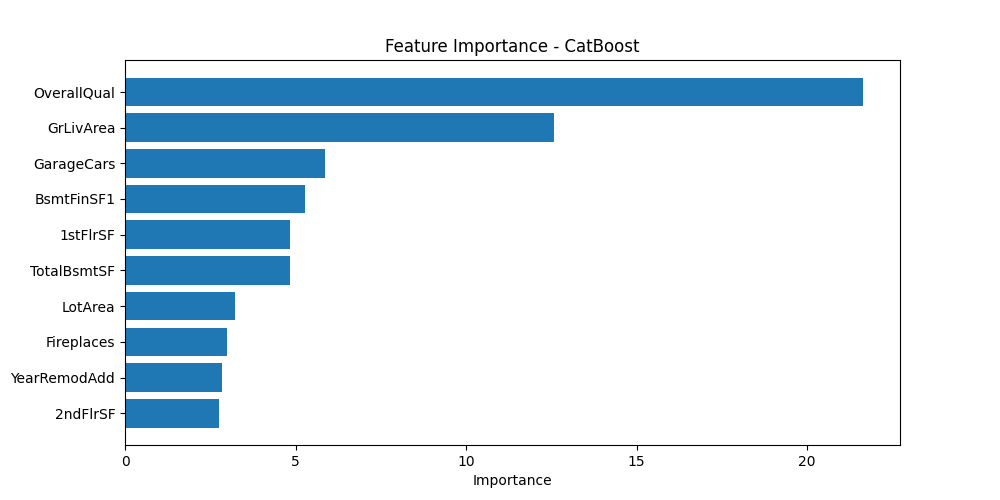 Feature Importance - CatBoost
OverallQual
GrLivArea
GarageCars
BsmtFinSF1
1stFlrSF
TotalBsmtSF
LotArea
Fireplaces
YearRemodAdd
2ndFlrSF
0 5 10 15 20
Importance